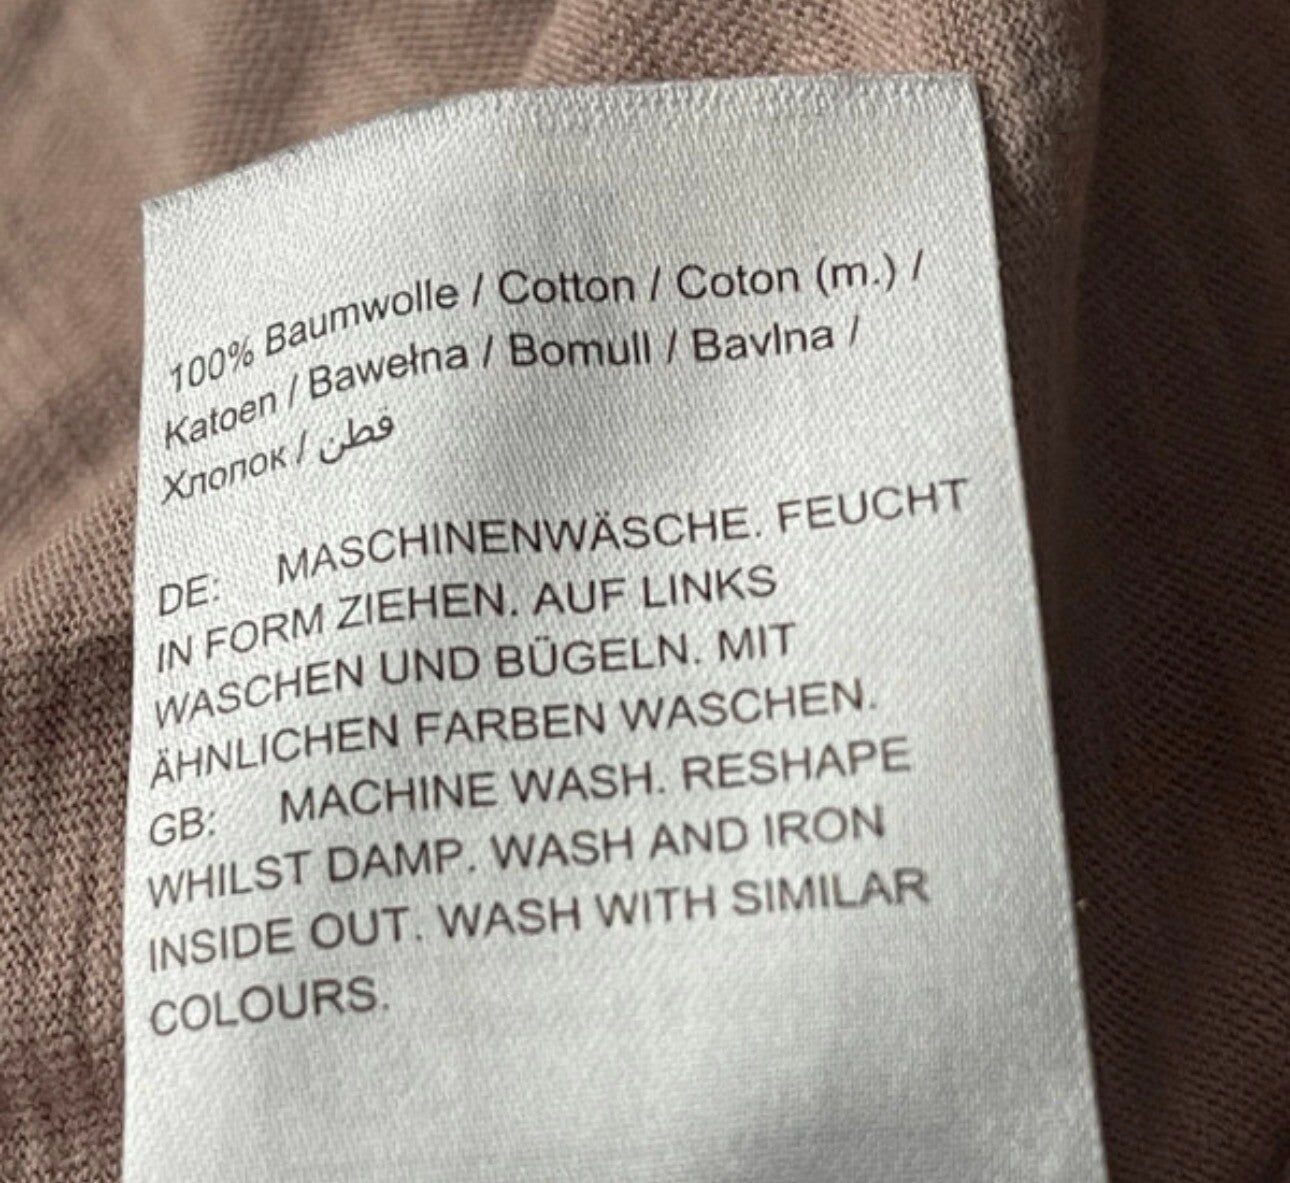 100% Baumwolle / Cotton / Coton (m.) /
Katoen / Bawełna / Bomull / Bavlna /
Хлопок / قطن
DE: MASCHINENWÄSCHE. FEUCHT
IN FORM ZIEHEN. AUF LINKS
WASCHEN UND BÜGELN. MIT
ÄHNLICHEN FARBEN WASCHEN.
GB: MACHINE WASH. RESHAPE
WHILST DAMP. WASH AND IRON
INSIDE OUT. WASH WITH SIMILAR
COLOURS.